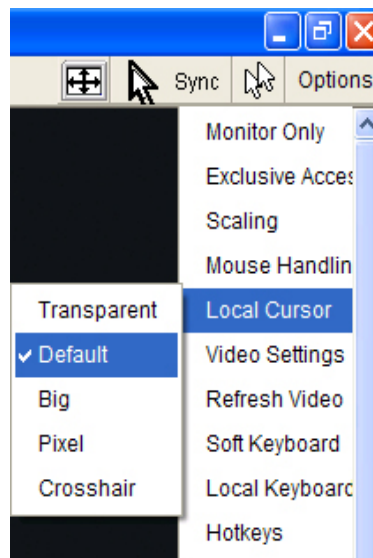 Sync Options
Monitor Only
Exclusive Acces
Scaling
Mouse Handlin
Local Cursor
Video Settings
Refresh Video
Soft Keyboard
Local Keyboard
Hotkeys
Transparent
Default
Big
Pixel
Crosshair